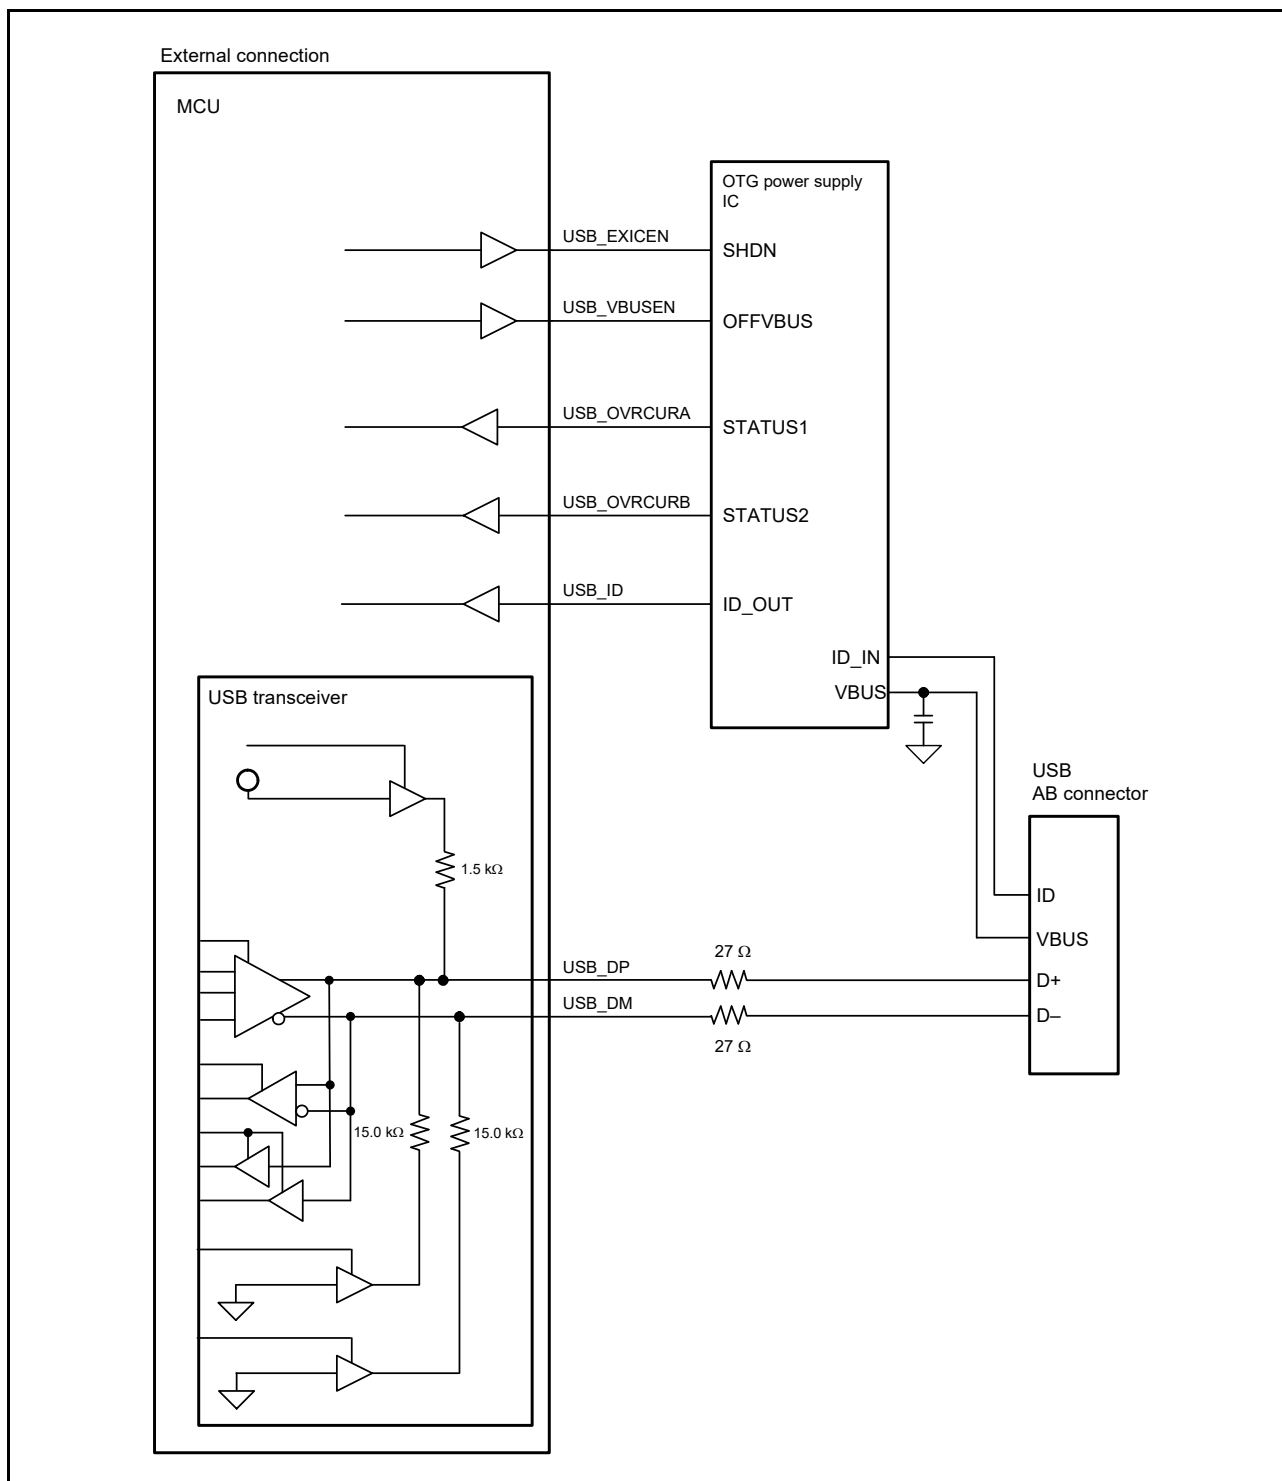 External connection
MCU
OTG power supply
IC
USB_EXICEN
SHDN
USB_VBUSEN
OFFVBUS
USB_OVRCURA
STATUS1
USB_OVRCURB
STATUS2
USB_ID
ID_OUT
ID_IN
VBUS
USB transceiver
USB
AB connector
1.5 kΩ
ID
VBUS
27 Ω
USB_DP
D+
USB_DM
D–
27 Ω
15.0 kΩ
15.0 kΩ